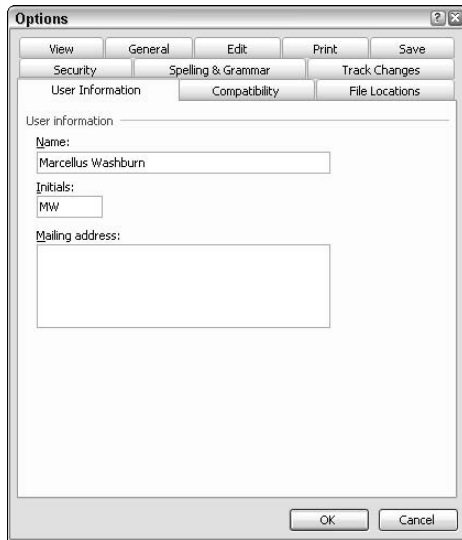 Options
View General Edit Print Save
Security Spelling & Grammar Track Changes
User Information Compatibility File Locations
User information
Name:
Marcellus Washburn
Initials:
MW
Mailing address:
OK Cancel